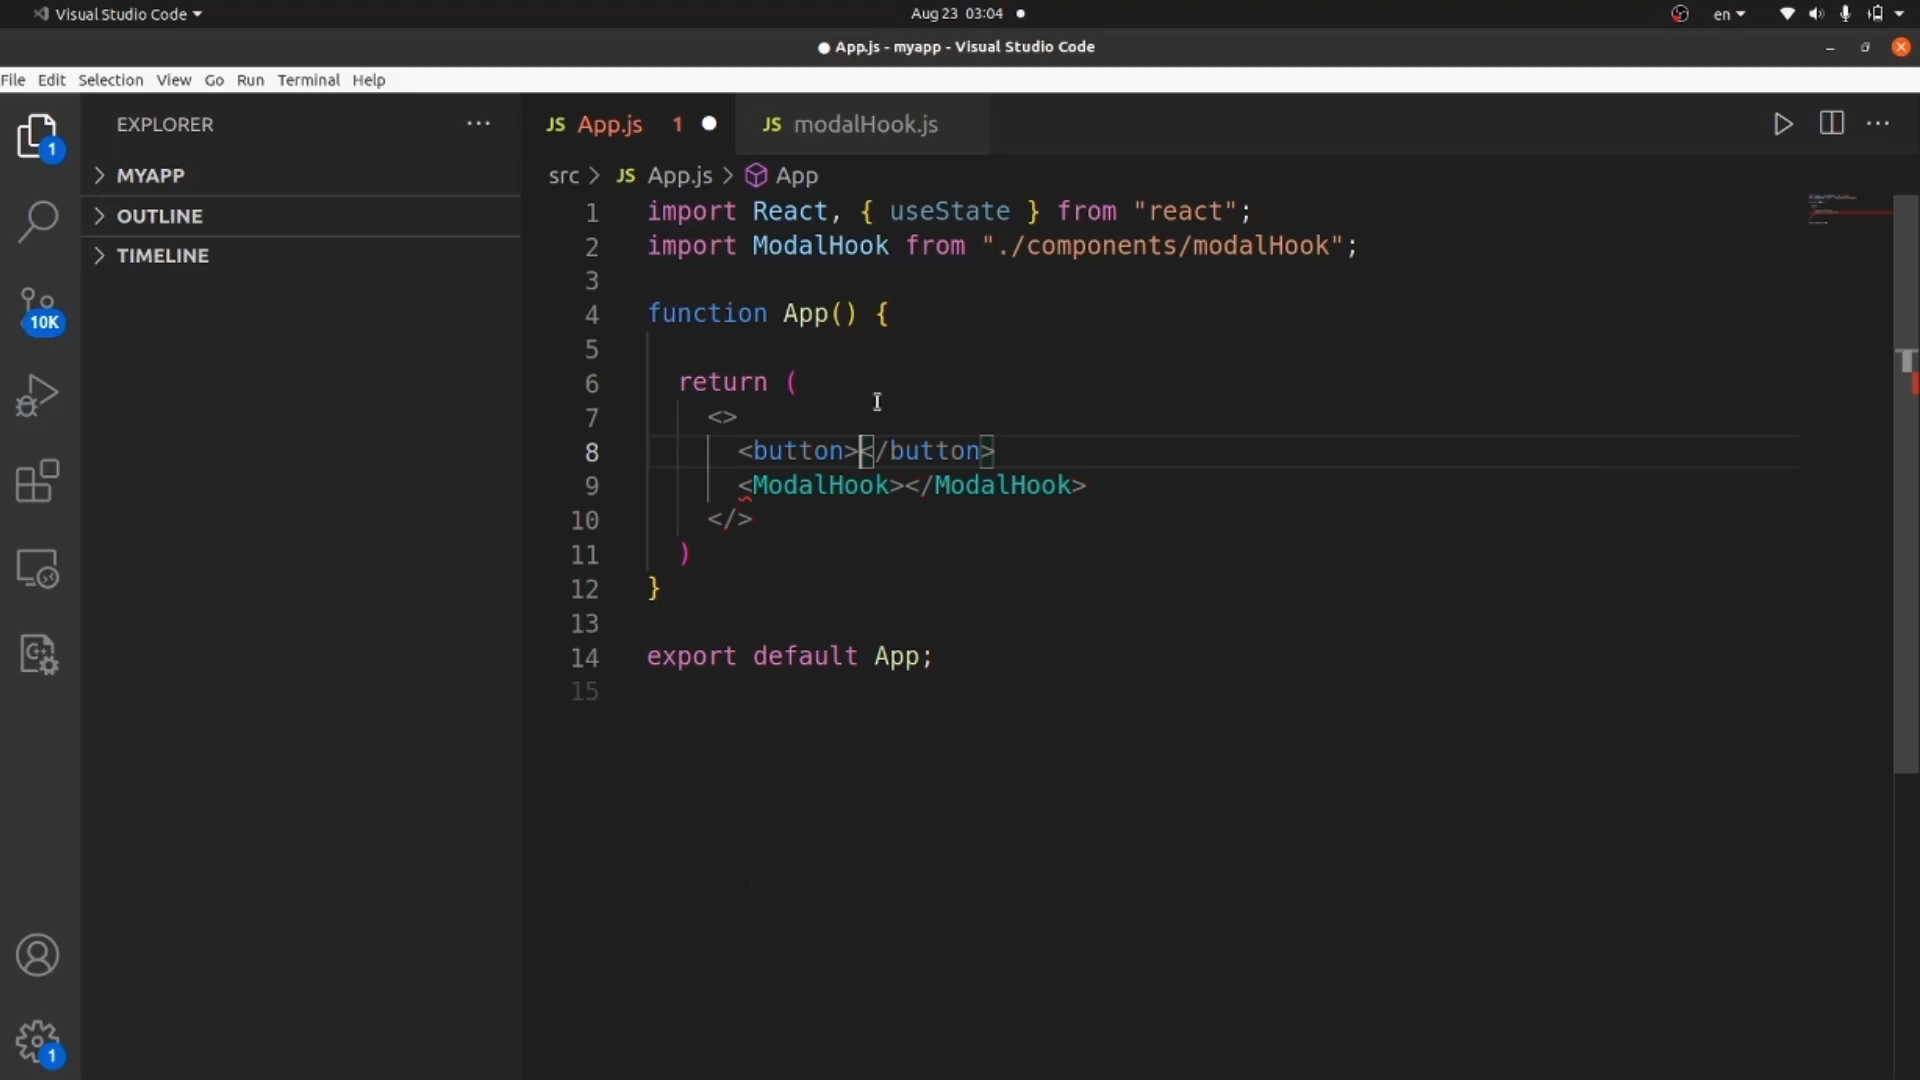 Visual Studio Code
Aug 23 03:04
en
App.js - myapp - Visual Studio Code
File Edit Selection View Go Run Terminal Help
EXPLORER
MYAPP
OUTLINE
TIMELINE
1
10K
1
JS App.js 1
JS modalHook.js
src > JS App.js > App
1 import React, { useState } from "react";
2 import ModalHook from "./components/modalHook";
3
4 function App() {
5
6 return (
7 <>
8 <button></button>
9 <ModalHook></ModalHook>
10 </>
11 )
12 }
13
14 export default App;
15